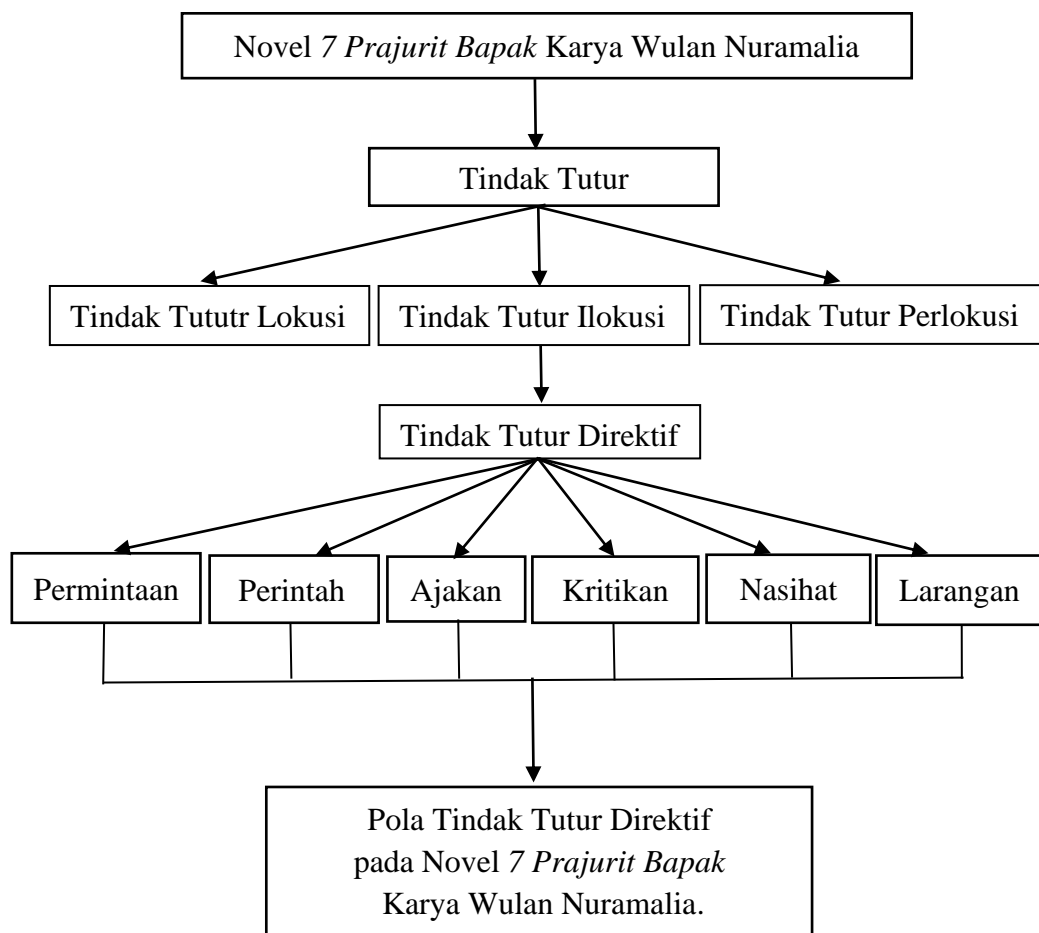 Novel 7 Prajurit Bapak Karya Wulan Nuramalia
Tindak Tutur
Tindak Tututr Lokusi
Tindak Tutur Ilokusi
Tindak Tutur Perlokusi
Tindak Tutur Direktif
Permintaan
Perintah
Ajakan
Kritikan
Nasihat
Larangan
Pola Tindak Tutur Direktif
pada Novel 7 Prajurit Bapak
Karya Wulan Nuramalia.